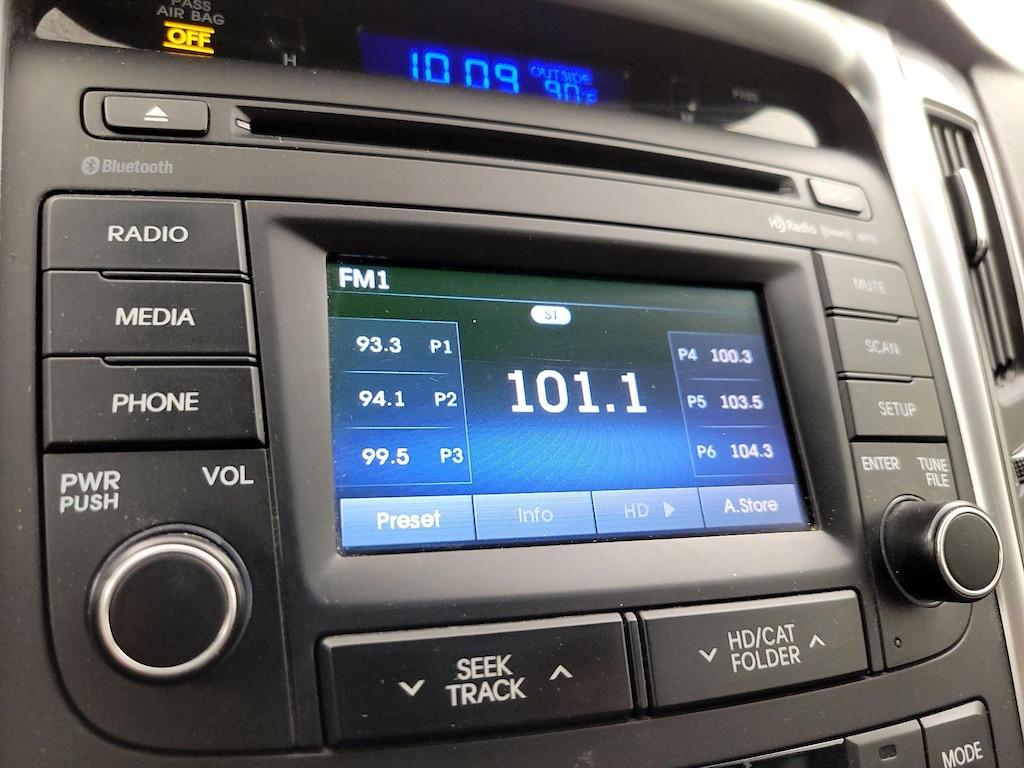 PASS
AIR BAG
OFF
H
10 09
OUTSIDE
90°F
PASS
Bluetooth
HD Radio
RADIO
MEDIA
PHONE
PWR
PUSH
VOL
FM1
ST
93.3 P1
94.1 P2
99.5 P3
101.1
P4 100.3
P5 103.5
P6 104.3
Preset
Info
HD ▶
A.Store
MUTE
SCAN
SETUP
ENTER
TUNE
FILE
SEEK
TRACK
HD/CAT
FOLDER
MODE